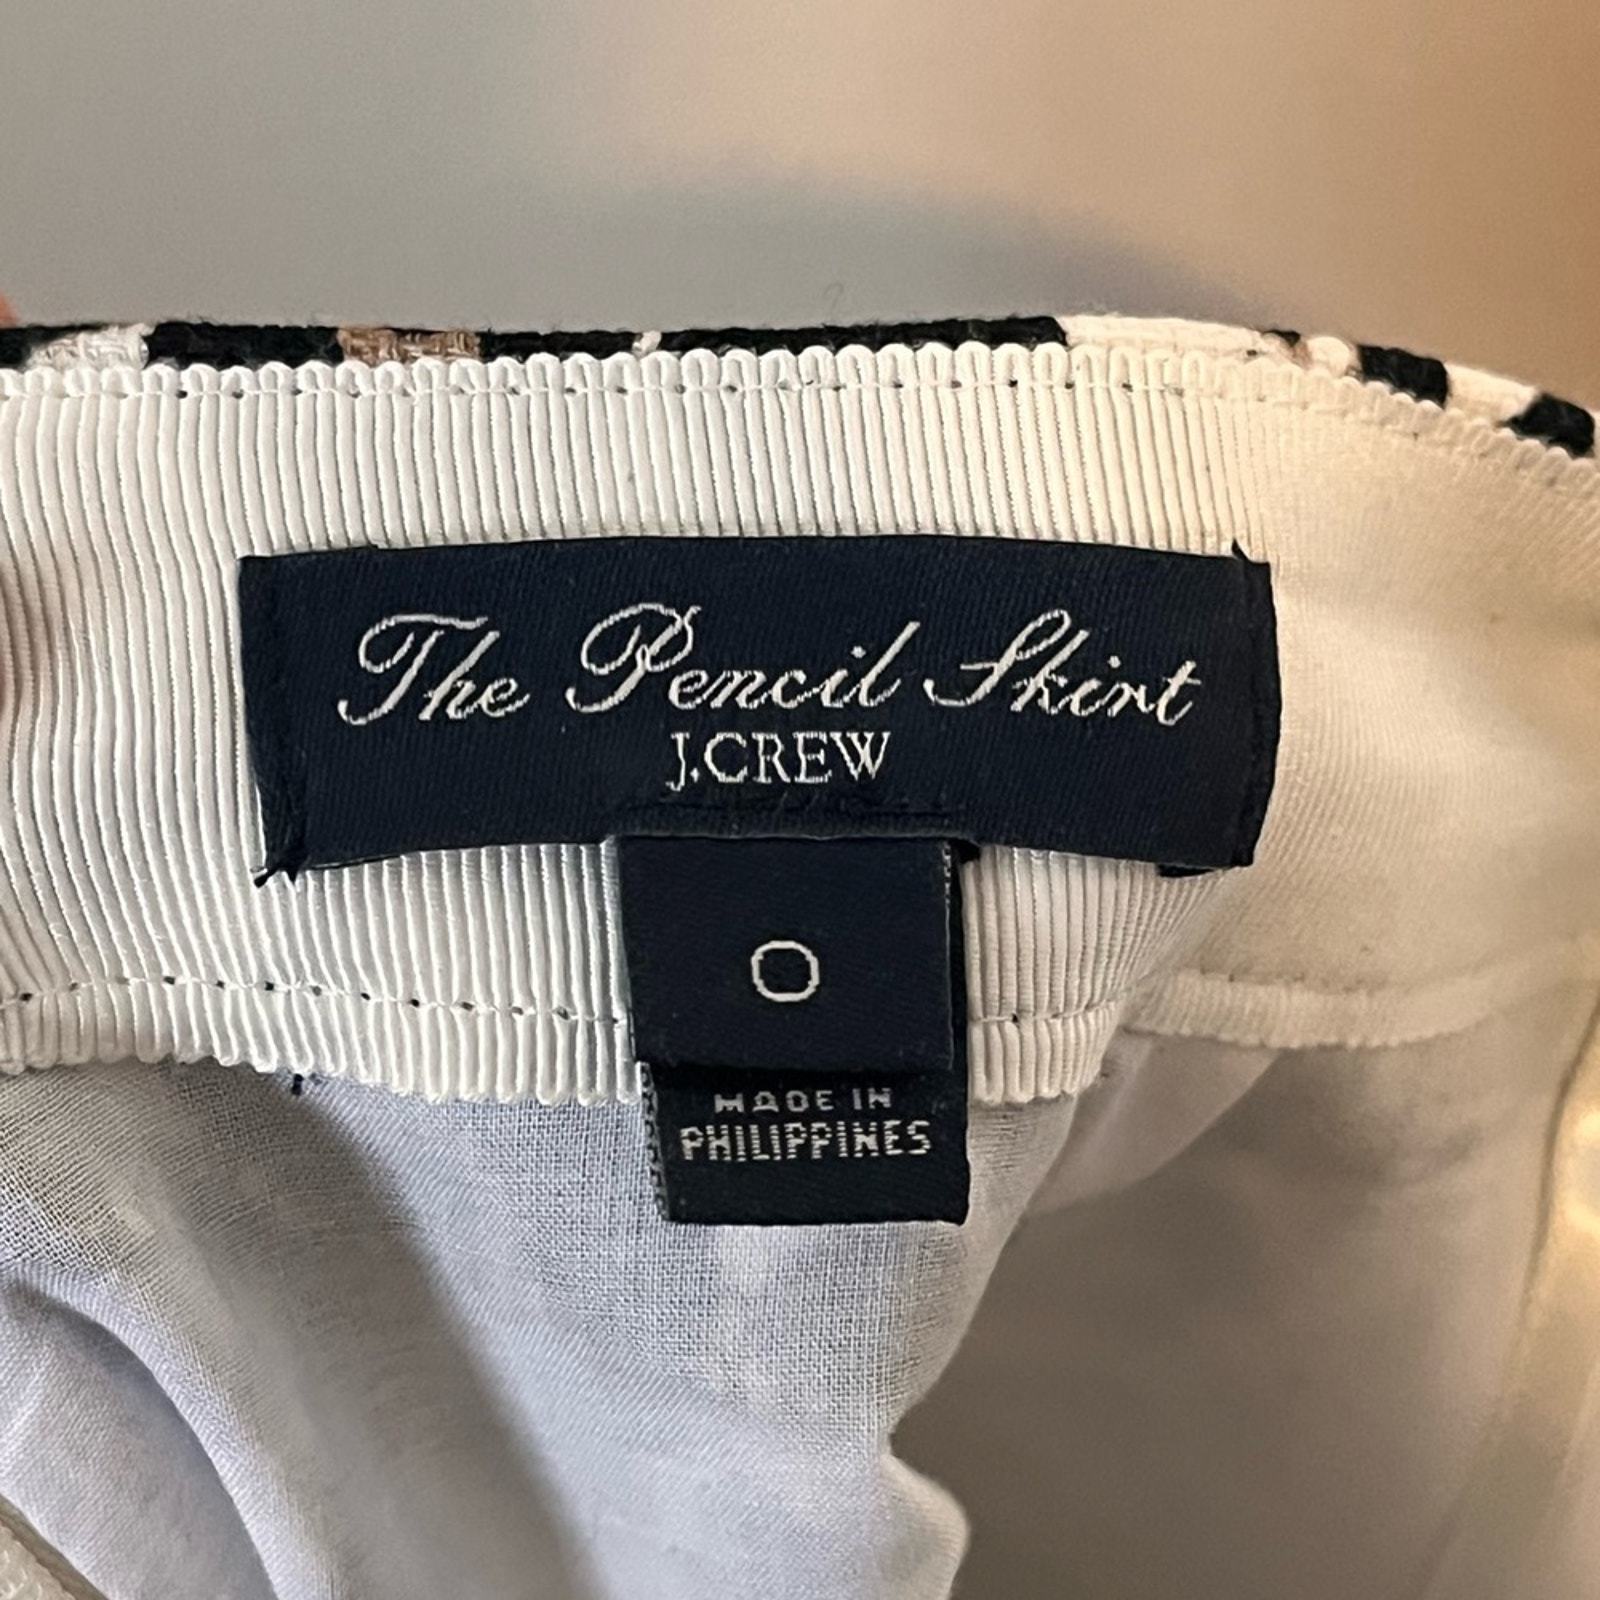 The Pencil Skirt
J.CREW
0
MADE IN
PHILIPPINES